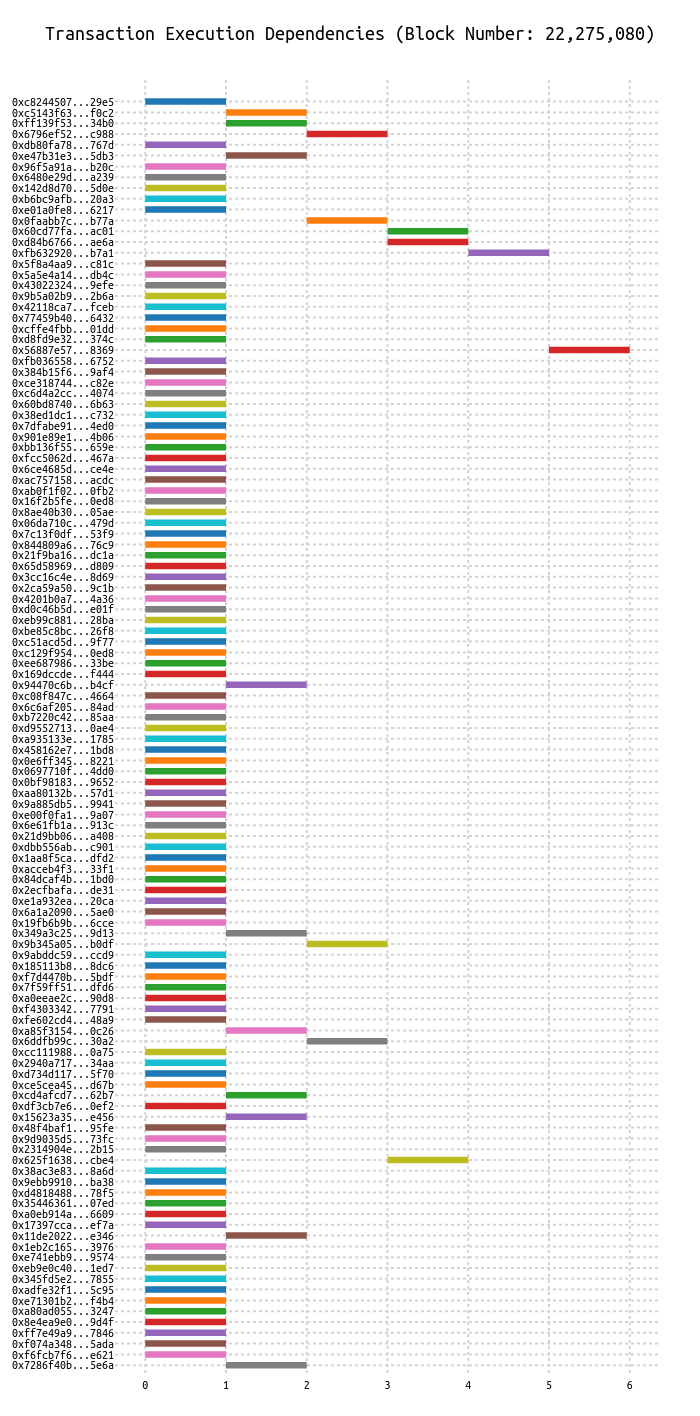 Transaction Execution Dependencies (Block Number: 22,275,080)
0xc8244507...29e5
0xc5143f63...f0c2
0xff139f53...34b0
0x6796ef52...c988
0xdb80fa78...767d
0xe47b31e3...5db3
0x96f5a91a...b20c
0x6480e29d...a239
0x142d8d70...5d0e
0xb6bc9afb...20a3
0xe01a0fe8...6217
0x0faabb7c...b77a
0x60cd77fa...ac01
0xd84b6766...ae6a
0xfb632920...b7a1
0x5f8a4aa9...c81c
0x5a5e4a14...db4c
0x43022324...9efe
0x9b5a02b9...2b6a
0x42118ca7...fceb
0x77459b40...6432
0xcffe4fbb...01dd
0xd8fd9e32...374c
0x56887e57...8369
0xfb036558...6752
0x384b15f6...9af4
0xce318744...c82e
0xc6d4a2cc...4074
0x60bd8740...6b63
0x38ed1dc1...c732
0x7dfabe91...4ed0
0x901e89e1...4b06
0xbb136f55...659e
0xfcc5062d...467a
0x6ce4685d...ce4e
0xac757158...acdc
0xab0f1f02...0fb2
0x16f2b5fe...0ed8
0x8ae40b30...05ae
0x06da710c...479d
0x7c13f0df...53f9
0x844809a6...76c9
0x21f9ba16...dc1a
0x65d58969...d809
0x3cc16c4e...8d69
0x2ca59a50...9c1b
0x4201b0a7...4a36
0xd0c46b5d...e01f
0xeb99c881...28ba
0xbe85c8bc...26f8
0xc51acd5d...9f77
0xc129f954...0ed8
0xee687986...33be
0x169dccde...f444
0x94470c6b...b4cf
0xc08f847c...4664
0x6c6af205...84ad
0xb7220c42...85aa
0xd9552713...0ae4
0xa935133e...1785
0x458162e7...1bd8
0x0e6ff345...8221
0x0697710f...4dd0
0x0bf98183...9652
0xaa80132b...57d1
0x9a885db5...9941
0xe00f0fa1...9a07
0x6e61fb1a...913c
0x21d9bb06...a408
0xdbb556ab...c901
0x1aa8f5ca...dfd2
0xacceb4f3...33f1
0x84dcaf4b...1bd0
0x2ecfbafa...de31
0xe1a932ea...20ca
0x6a1a2090...5ae0
0x19fb6b9b...6cce
0x349a3c25...9d13
0x9b345a05...b0df
0x9abddc59...ccd9
0x185113b8...8dc6
0xf7d4470b...5bdf
0x7f59ff51...dfd6
0xa0eeae2c...90d8
0xf4303342...7791
0xfe602cd4...48a9
0xa85f3154...0c26
0x6ddfb99c...30a2
0xcc111988...0a75
0x2940a717...34aa
0xd734d117...5f70
0xce5cea45...d67b
0xcd4afcd7...62b7
0xdf3cb7e6...0ef2
0x15623a35...e456
0x48f4baf1...95fe
0x9d9035d5...73fc
0x2314904e...2b15
0x625f1638...cbe4
0x38ac3e83...8a6d
0x9ebb9910...ba38
0xd4818488...78f5
0x35446361...07ed
0xa0eb914a...6609
0x17397cca...ef7a
0x11de2022...e346
0x1eb2c165...3976
0xe741ebb9...9574
0xeb9e0c40...1ed7
0x345fd5e2...7855
0xadfe32f1...5c95
0xe71301b2...f4b4
0xa80ad055...3247
0x8e4ea9e0...9d4f
0xff7e49a9...7846
0xf074a348...5ada
0xf6fcb7f6...e621
0x7286f40b...5e6a
0 1 2 3 4 5 6